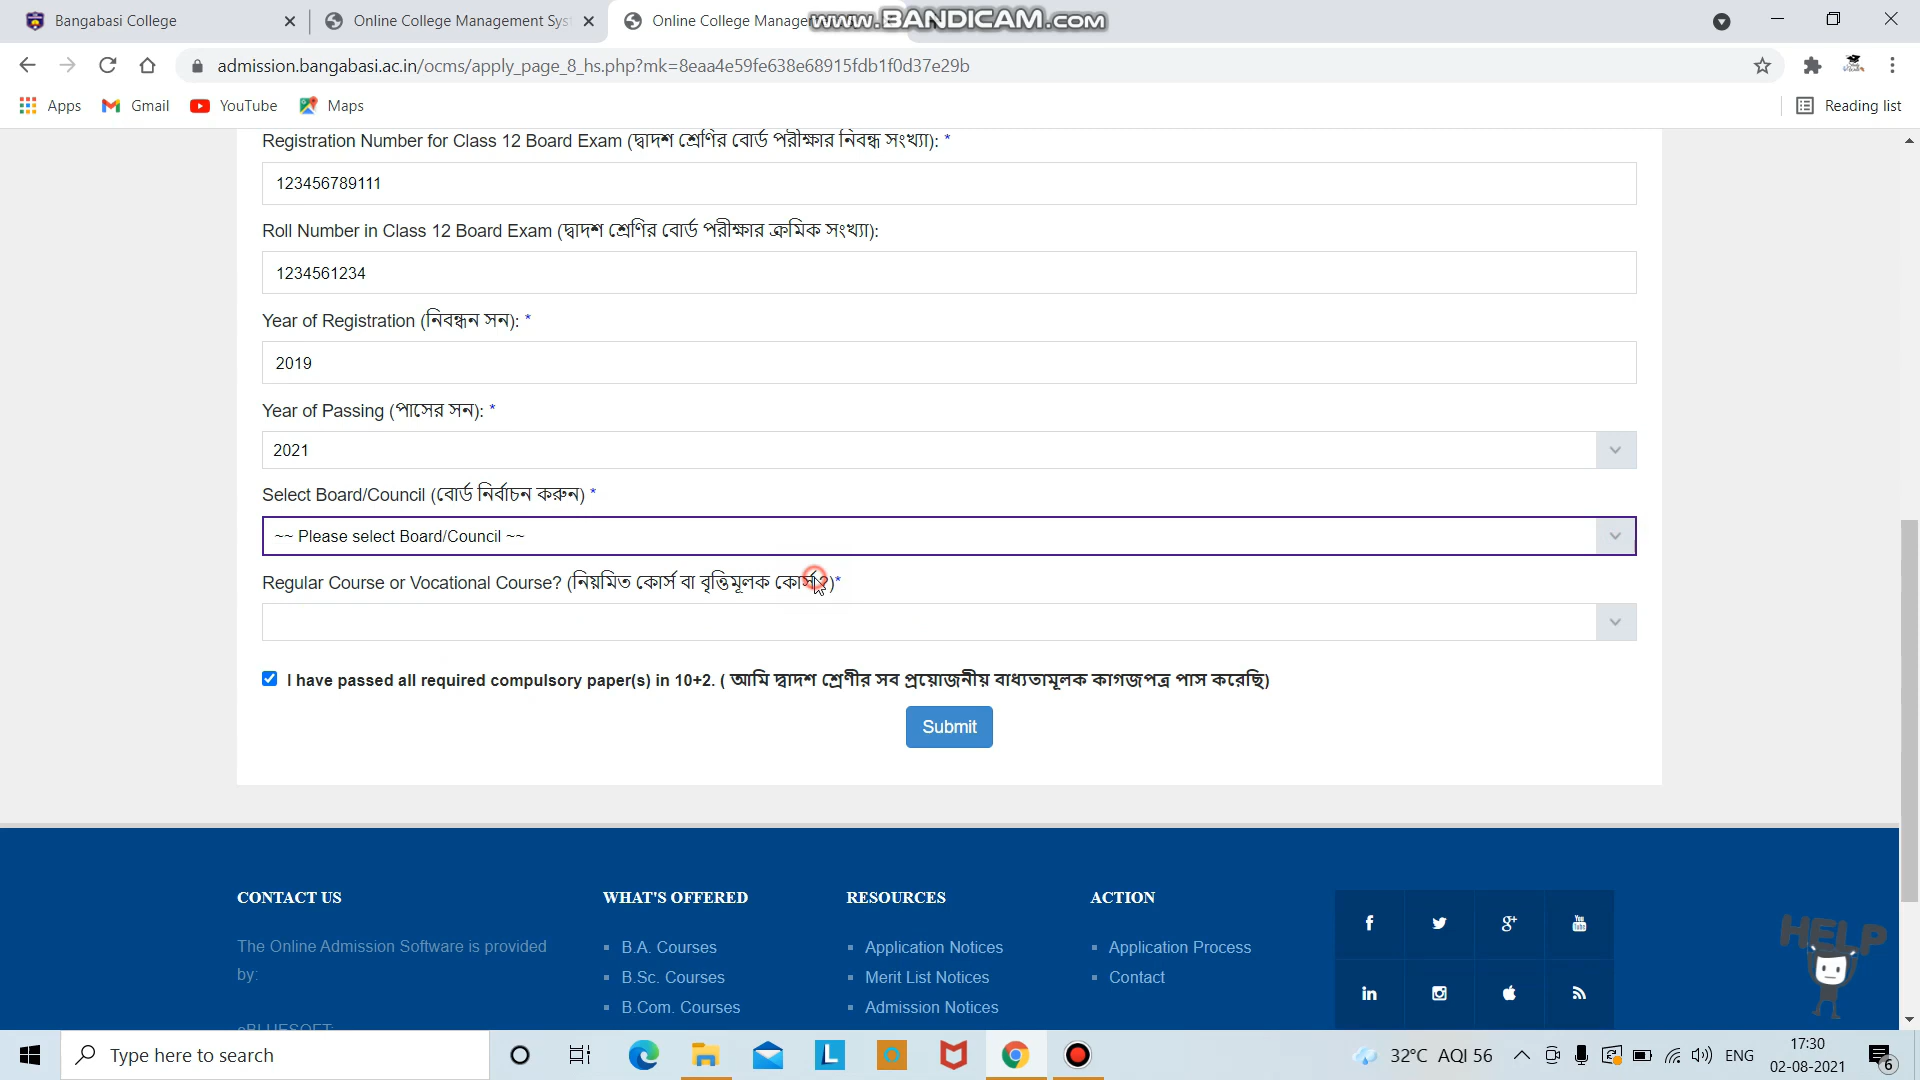 Bangabasi College
Online College Management Sys
Online College Manage
WWW.BANDICAM.COM
admission.bangabasi.ac.in/ocms/apply_page_8_hs.php?mk=8eaa4e59fe638e68915fdb1f0d37e29b
Apps
Gmail
YouTube
Maps
Reading list
Registration Number for Class 12 Board Exam (দ্বাদশ শ্রেণির বোর্ড পরীক্ষার নিবন্ধ সংখ্যা): *
123456789111
Roll Number in Class 12 Board Exam (দ্বাদশ শ্রেণির বোর্ড পরীক্ষার ক্রমিক সংখ্যা):
1234561234
Year of Registration (নিবন্ধন সন): *
2019
Year of Passing (পাসের সন): *
2021
Select Board/Council (বোর্ড নির্বাচন করুন) *
~~ Please select Board/Council ~~
Regular Course or Vocational Course? (নিয়মিত কোর্স বা বৃত্তিমূলক কোর্স?)*
I have passed all required compulsory paper(s) in 10+2. ( আমি দ্বাদশ শ্রেণীর সব প্রয়োজনীয় বাধ্যতামূলক কাগজপত্র পাস করেছি)
Submit
CONTACT US
The Online Admission Software is provided
by:
eBLUESOFT:
WHAT'S OFFERED
B.A. Courses
B.Sc. Courses
B.Com. Courses
RESOURCES
Application Notices
Merit List Notices
Admission Notices
ACTION
Application Process
Contact
HELP
Type here to search
32°C AQI 56
ENG
17:30
02-08-2021
6